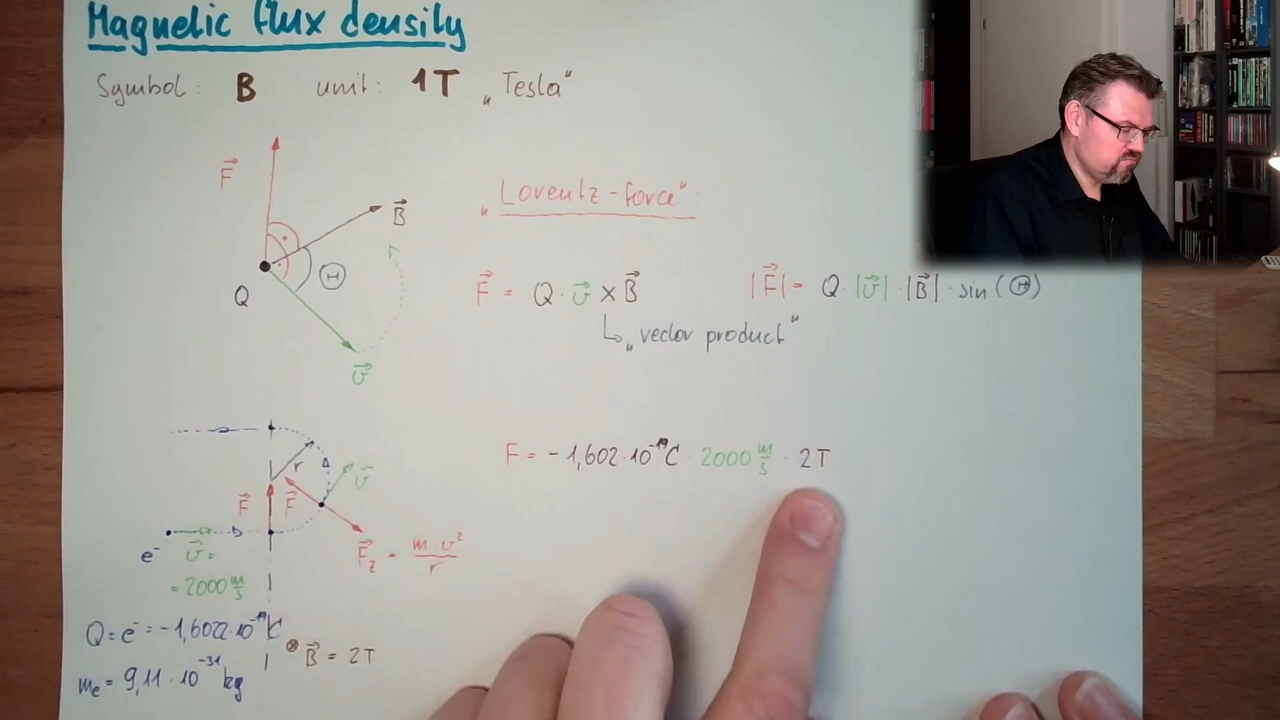 Magnetic flux density
Symbol: B unit: 1T „Tesla"
F⃗
B⃗
Θ
Q
v⃗
„Lorentz-force"
F⃗ = Q · v⃗ × B⃗
↳ „vector product"
|F⃗| = Q · |v⃗| · |B⃗| · sin(Θ)
r
v⃗
F⃗ F⃗
e⁻ v⃗ =
= 2000 m/s
F⃗z = m v²/r
Q = e⁻ = -1,602·10⁻¹⁹C
mₑ = 9,11·10⁻³¹ kg
⊗ B⃗ = 2T
F = -1,602·10⁻¹⁹C · 2000 m/s · 2T